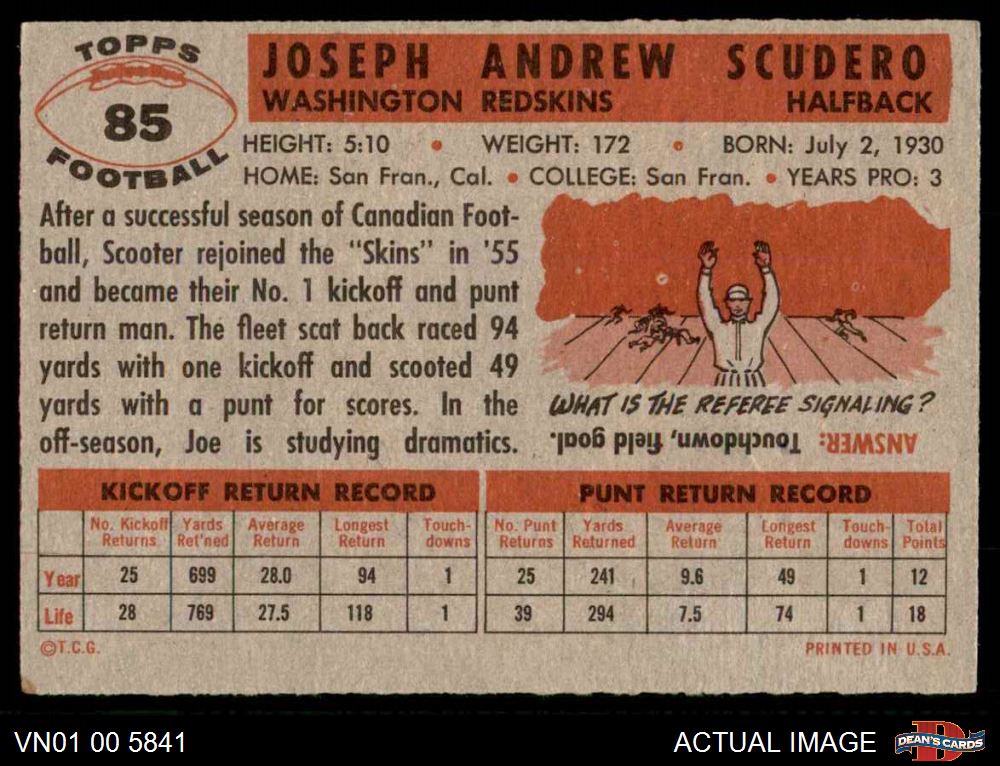 TOPPS
85
FOOTBALL
JOSEPH ANDREW SCUDERO
WASHINGTON REDSKINS HALFBACK
HEIGHT: 5:10 • WEIGHT: 172 • BORN: July 2, 1930
HOME: San Fran., Cal. • COLLEGE: San Fran. • YEARS PRO: 3
After a successful season of Canadian Foot-
ball, Scooter rejoined the "Skins" in '55
and became their No. 1 kickoff and punt
return man. The fleet scat back raced 94
yards with one kickoff and scooted 49
yards with a punt for scores. In the
off-season, Joe is studying dramatics.
WHAT IS THE REFEREE SIGNALING?
ANSWER: Touchdown, field goal.
KICKOFF RETURN RECORD
No. Kickoff Returns Yards Ret'ned Average Return Longest Return Touch-downs
Year 25 699 28.0 94 1
Life 28 769 27.5 118 1
PUNT RETURN RECORD
No. Punt Returns Yards Returned Average Return Longest Return Touch-downs Total Points
25 241 9.6 49 1 12
39 294 7.5 74 1 18
©T.C.G. PRINTED IN U.S.A.
VN01 00 5841 ACTUAL IMAGE DEAN'S CARDS